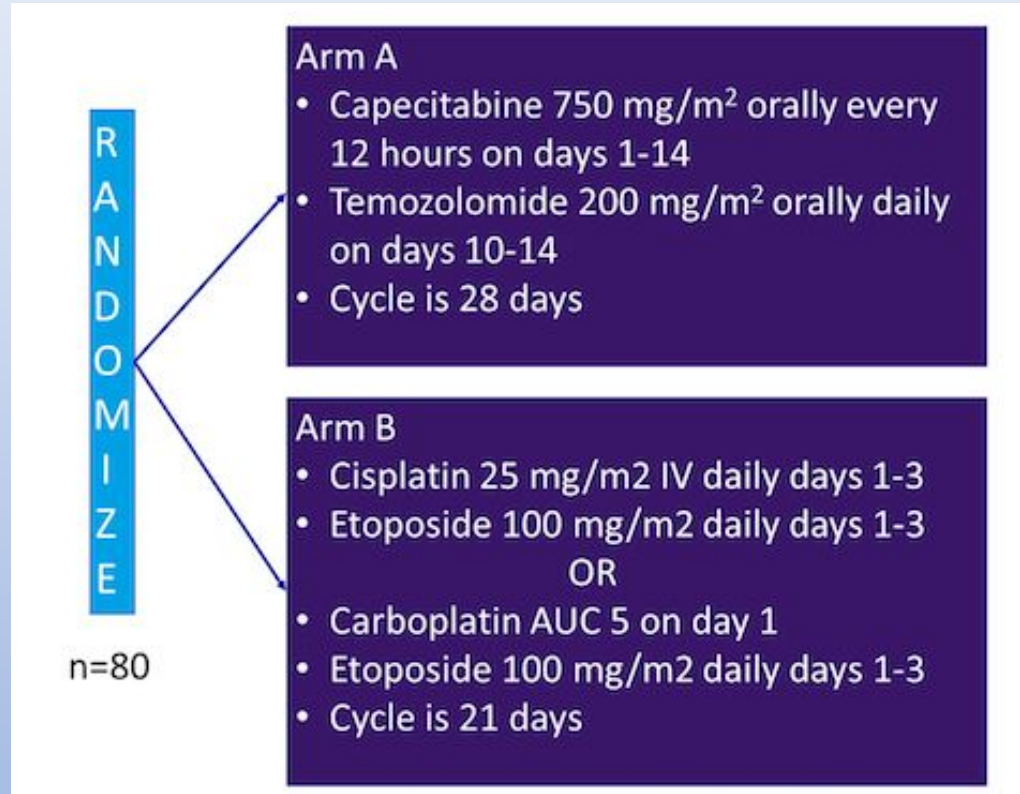 RANDOMIZE
n=80
Arm A
• Capecitabine 750 mg/m² orally every
12 hours on days 1-14
• Temozolomide 200 mg/m² orally daily
on days 10-14
• Cycle is 28 days
Arm B
• Cisplatin 25 mg/m2 IV daily days 1-3
• Etoposide 100 mg/m2 daily days 1-3
OR
• Carboplatin AUC 5 on day 1
• Etoposide 100 mg/m2 daily days 1-3
• Cycle is 21 days